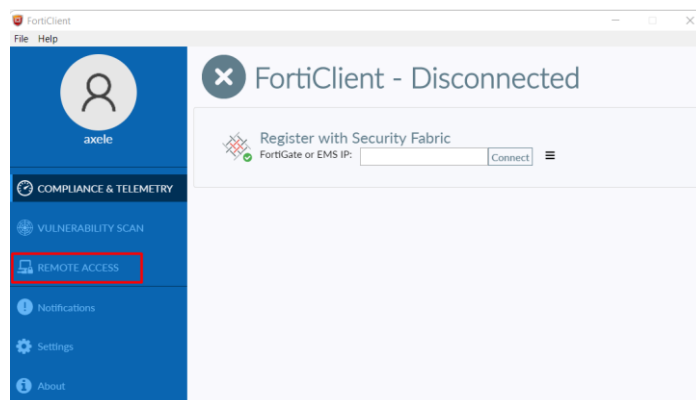 FortiClient
File Help
axele
COMPLIANCE & TELEMETRY
VULNERABILITY SCAN
REMOTE ACCESS
Notifications
Settings
About
FortiClient - Disconnected
Register with Security Fabric
FortiGate or EMS IP: Connect